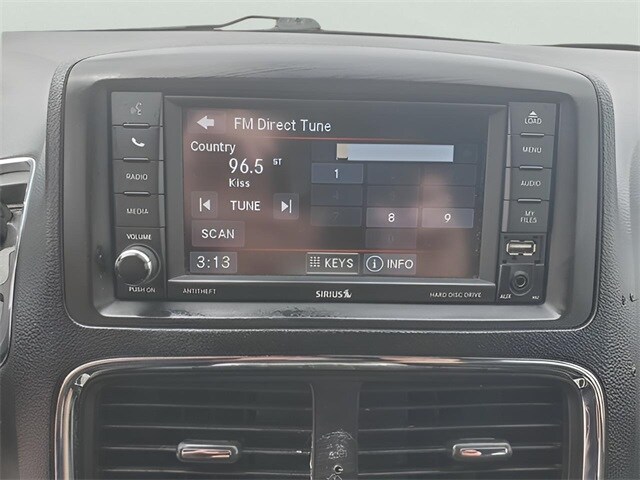 FM Direct Tune
Country
96.5 ST
Kiss
1
TUNE
8 9
SCAN
3:13 KEYS INFO
RADIO
MEDIA
VOLUME
PUSH ON
LOAD
MENU
AUDIO
MY
FILES
AUX
ANTITHEFT SIRIUS HARD DISC DRIVE